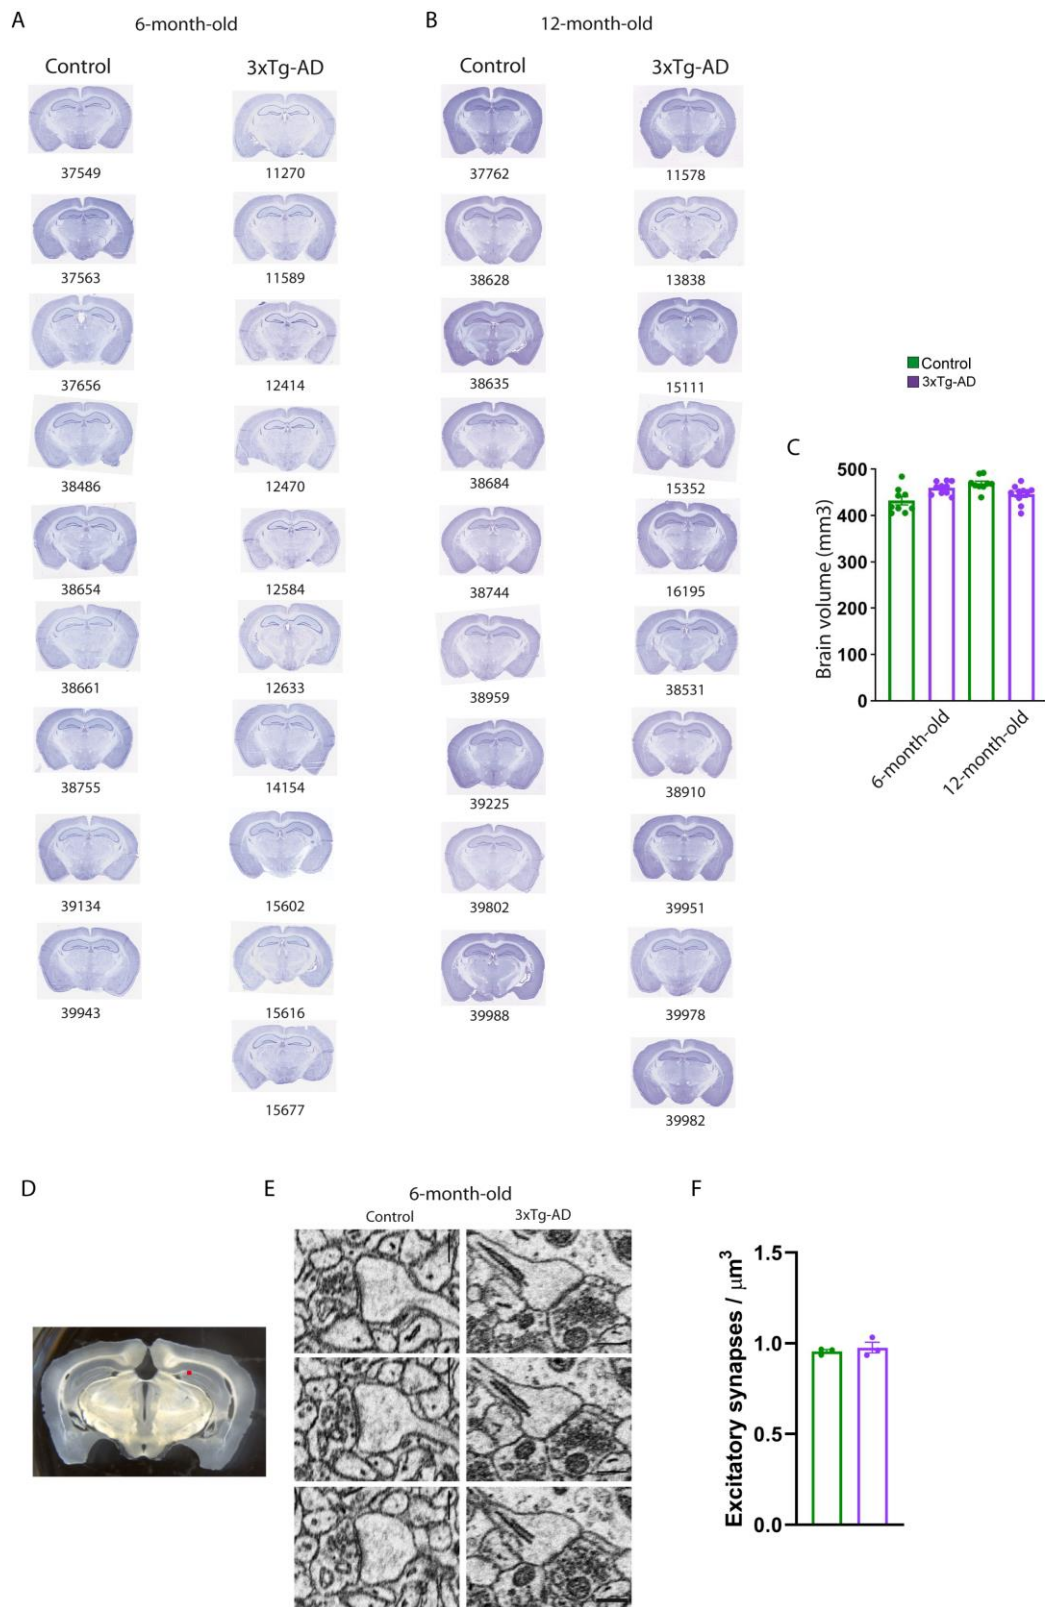 A
6-month-old
B
12-month-old
Control
3xTg-AD
Control
3xTg-AD
37549
11270
37762
11578
37563
11589
38628
13838
37656
12414
38635
15111
38486
12470
38684
15352
38654
12584
38744
16195
38661
12633
38959
38531
38755
14154
39225
38910
39134
15602
39802
39951
39943
15616
39988
39978
15677
39982
Control
3xTg-AD
C
Brain volume (mm3)
500
400
300
200
100
0
6-month-old
12-month-old
D
E
6-month-old
Control
3xTg-AD
F
Excitatory synapses / μm³
1.5
1.0
0.5
0.0